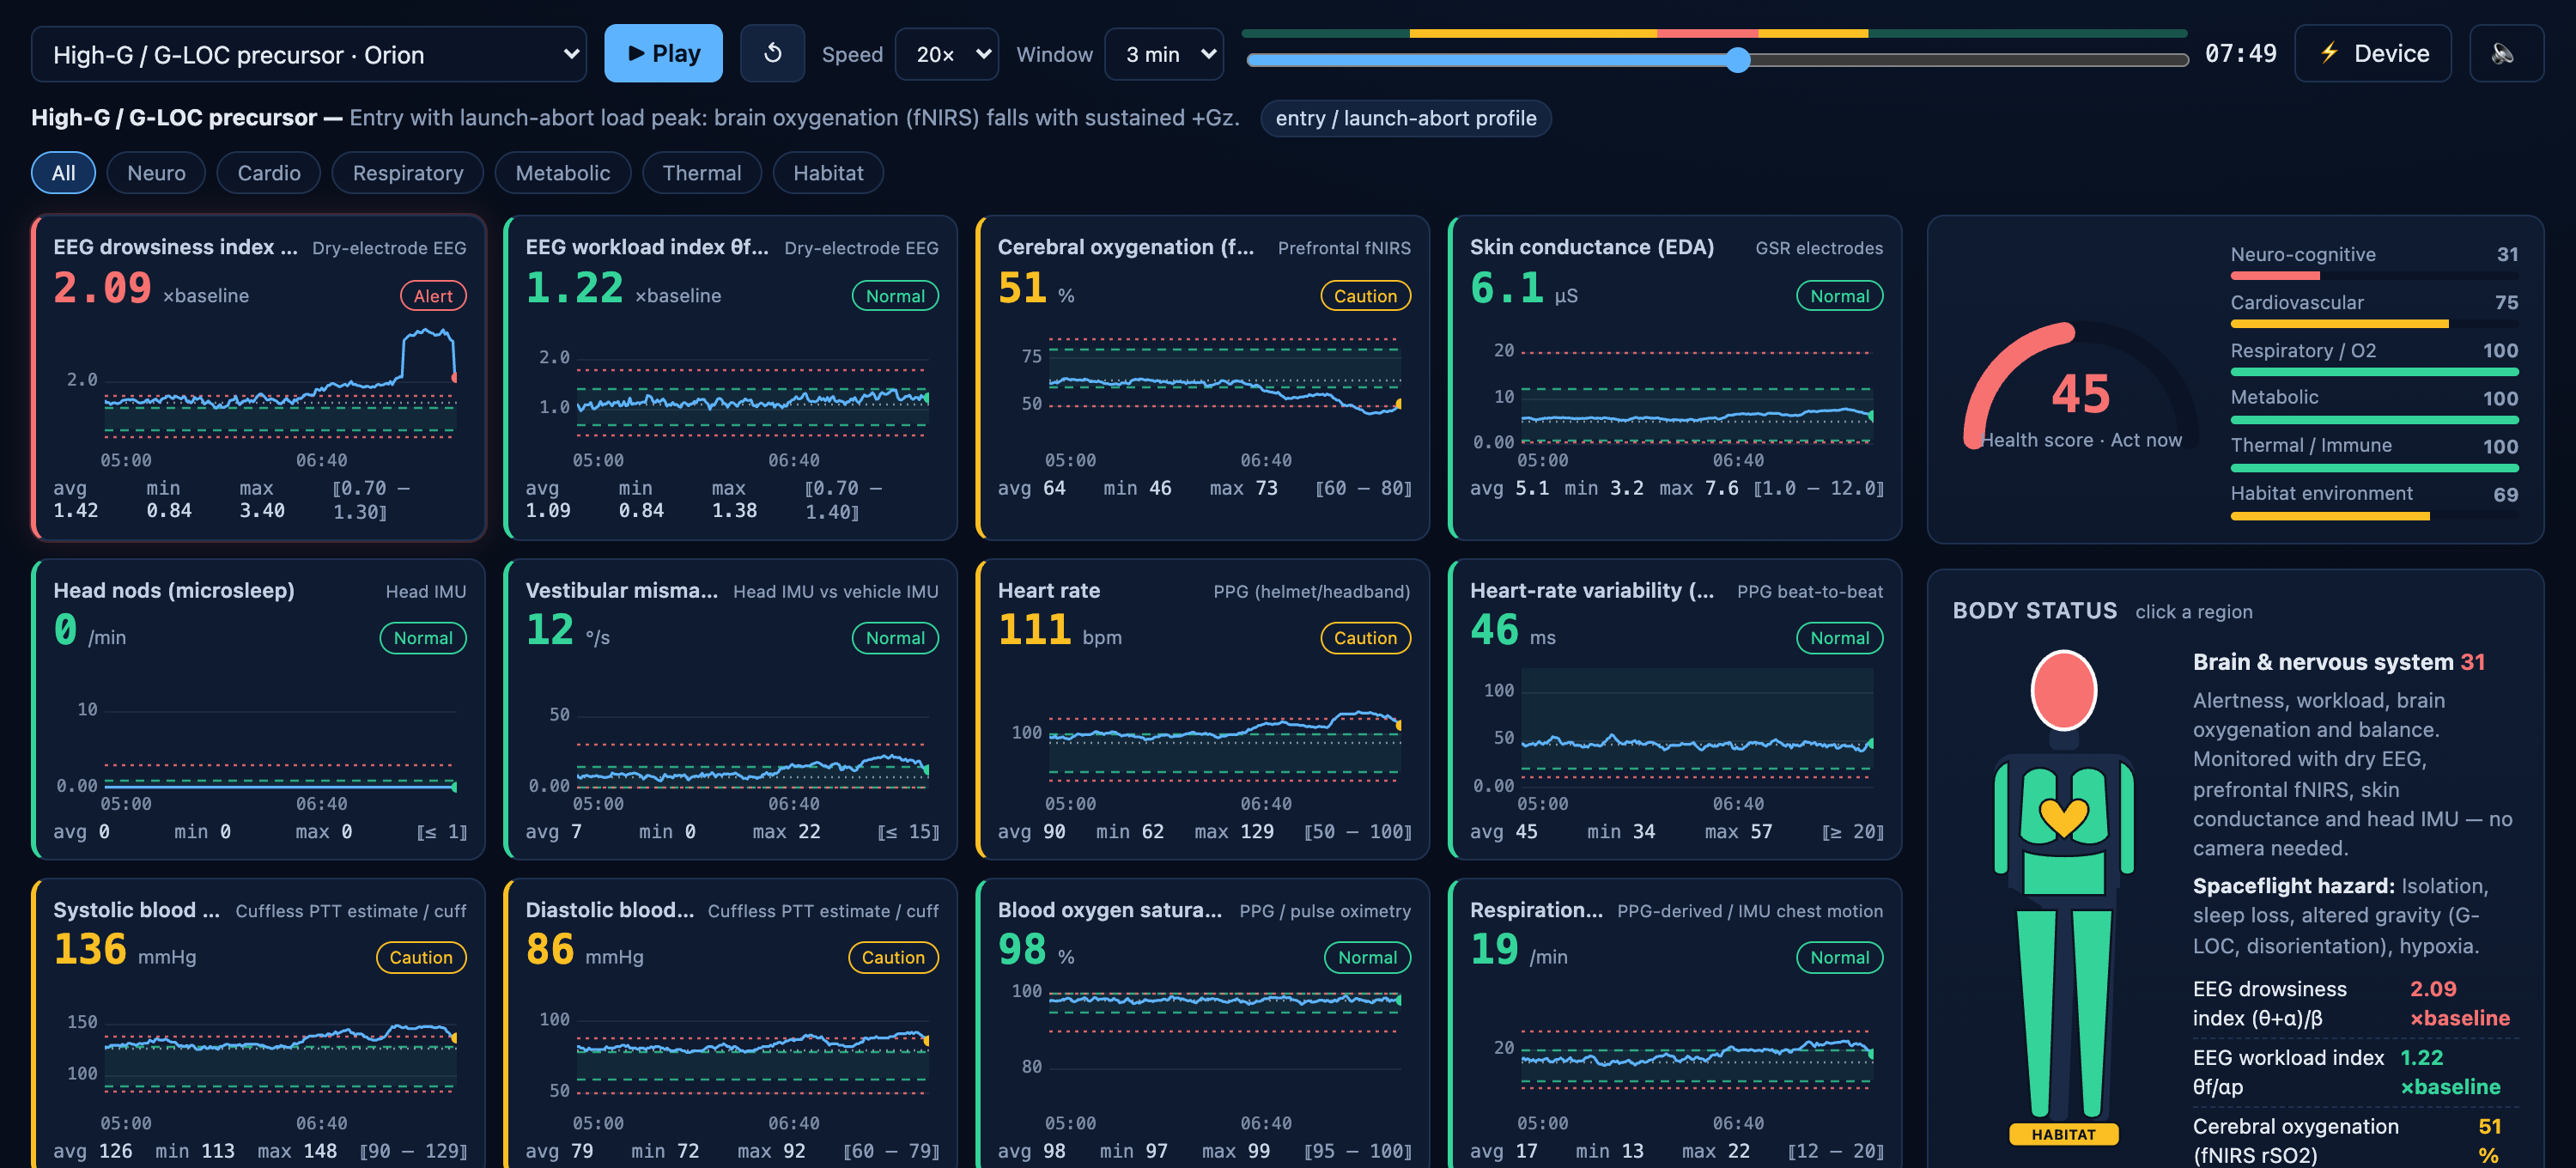 High-G / G-LOC precursor · Orion
▶ Play
Speed
20×
Window
3 min
07:49
⚡ Device
High-G / G-LOC precursor — Entry with launch-abort load peak: brain oxygenation (fNIRS) falls with sustained +Gz.
entry / launch-abort profile
All
Neuro
Cardio
Respiratory
Metabolic
Thermal
Habitat
EEG drowsiness index ...
Dry-electrode EEG
2.09 ×baseline
Alert
2.0
05:00
06:40
avg 1.42
min 0.84
max 3.40
⟦0.70 – 1.30⟧
EEG workload index θf...
Dry-electrode EEG
1.22 ×baseline
Normal
2.0
1.0
05:00
06:40
avg 1.09
min 0.84
max 1.38
⟦0.70 – 1.40⟧
Cerebral oxygenation (f...
Prefrontal fNIRS
51 %
Caution
75
50
05:00
06:40
avg 64
min 46
max 73
⟦60 – 80⟧
Skin conductance (EDA)
GSR electrodes
6.1 µS
Normal
20
10
0.00
05:00
06:40
avg 5.1
min 3.2
max 7.6
⟦1.0 – 12.0⟧
45
Health score · Act now
Neuro-cognitive 31
Cardiovascular 75
Respiratory / O2 100
Metabolic 100
Thermal / Immune 100
Habitat environment 69
Head nods (microsleep)
Head IMU
0 /min
Normal
10
0.00
05:00
06:40
avg 0
min 0
max 0
⟦≤ 1⟧
Vestibular misma...
Head IMU vs vehicle IMU
12 °/s
Normal
50
0.00
05:00
06:40
avg 7
min 0
max 22
⟦≤ 15⟧
Heart rate
PPG (helmet/headband)
111 bpm
Caution
100
05:00
06:40
avg 90
min 62
max 129
⟦50 – 100⟧
Heart-rate variability (...
PPG beat-to-beat
46 ms
Normal
100
50
0.00
05:00
06:40
avg 45
min 34
max 57
⟦≥ 20⟧
Systolic blood ...
Cuffless PTT estimate / cuff
136 mmHg
Caution
150
100
05:00
06:40
avg 126
min 113
max 148
⟦90 – 129⟧
Diastolic blood...
Cuffless PTT estimate / cuff
86 mmHg
Caution
100
50
05:00
06:40
avg 79
min 72
max 92
⟦60 – 79⟧
Blood oxygen satura...
PPG / pulse oximetry
98 %
Normal
100
80
05:00
06:40
avg 98
min 97
max 99
⟦95 – 100⟧
Respiration...
PPG-derived / IMU chest motion
19 /min
Normal
20
05:00
06:40
avg 17
min 13
max 22
⟦12 – 20⟧
BODY STATUS click a region
HABITAT
Brain & nervous system 31
Alertness, workload, brain
oxygenation and balance.
Monitored with dry EEG,
prefrontal fNIRS, skin
conductance and head IMU — no
camera needed.
Spaceflight hazard: Isolation,
sleep loss, altered gravity (G-
LOC, disorientation), hypoxia.
EEG drowsiness index (θ+α)/β
2.09 ×baseline
EEG workload index θf/αp
1.22 ×baseline
Cerebral oxygenation (fNIRS rSO2)
51 %